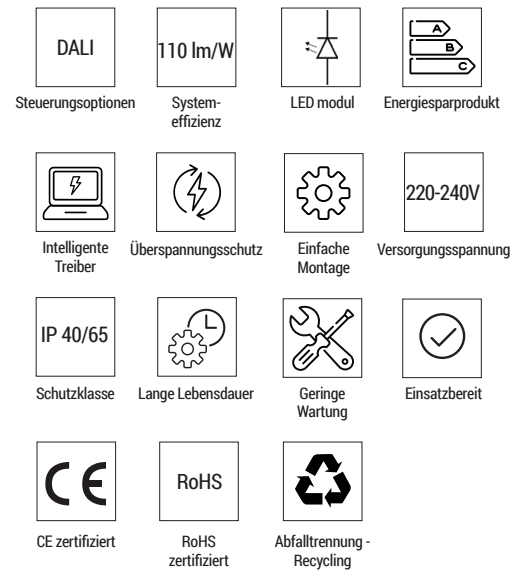 DALI
Steuerungsoptionen
110 lm/W
System-
effizienz
LED modul
A
B
C
Energiesparprodukt
Intelligente
Treiber
Überspannungsschutz
Einfache
Montage
220-240V
Versorgungsspannung
IP 40/65
Schutzklasse
Lange Lebensdauer
Geringe
Wartung
Einsatzbereit
CE
CE zertifiziert
RoHS
RoHS
zertifiziert
Abfalltrennung -
Recycling